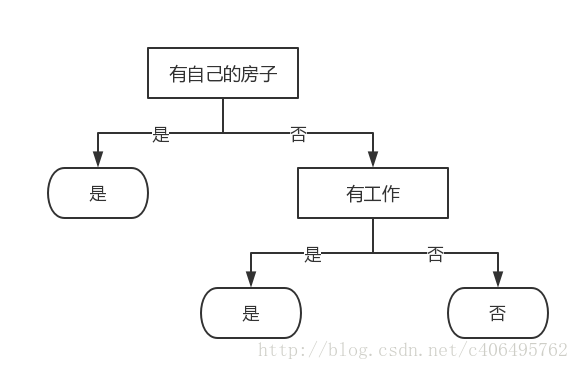 有自己的房子
是
否
是
有工作
是
否
是
否
http://blog.csdn.net/c406495762